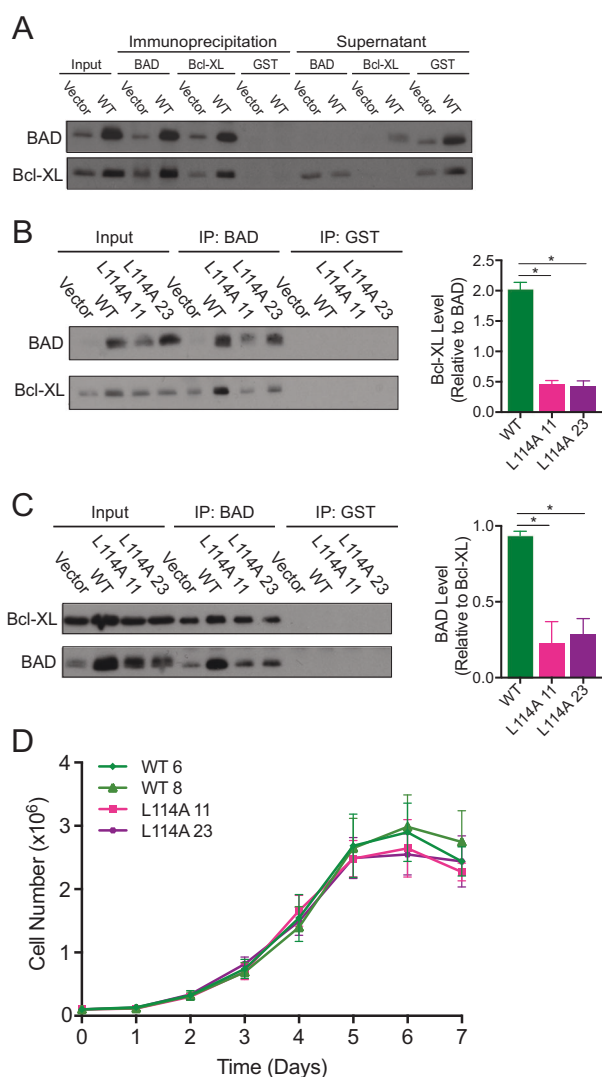 A
Immunoprecipitation Supernatant
Input BAD Bcl-XL GST BAD Bcl-XL GST
Vector WT Vector WT Vector WT Vector WT Vector WT Vector WT Vector WT
BAD
Bcl-XL
B
Input IP: BAD IP: GST
Vector WT L114A 11 L114A 23 Vector WT L114A 11 L114A 23 Vector WT L114A 11 L114A 23
BAD
Bcl-XL
Bcl-XL Level
(Relative to BAD)
2.5
2.0
1.5
1.0
0.5
0.0
* *
WT L114A 11 L114A 23
C
Input IP: BAD IP: GST
Vector WT L114A 11 L114A 23 Vector WT L114A 11 L114A 23 Vector WT L114A 11 L114A 23
Bcl-XL
BAD
BAD Level
(Relative to Bcl-XL)
1.0
0.5
0.0
* *
WT L114A 11 L114A 23
D
WT 6
WT 8
L114A 11
L114A 23
Cell Number (x10⁶)
4
3
2
1
0
0 1 2 3 4 5 6 7
Time (Days)